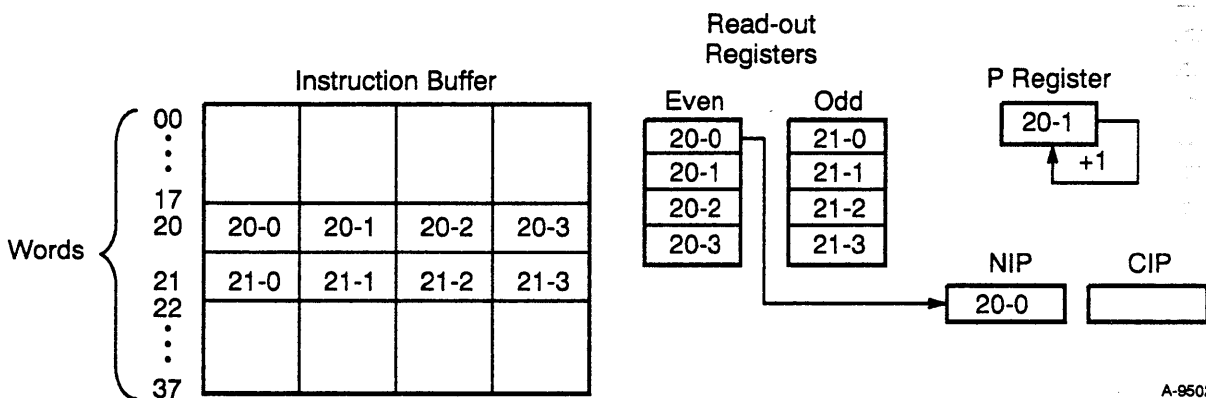 Read-out
Registers
Instruction Buffer
Even
Odd
P Register
Words
00
17
20 20-0 20-1 20-2 20-3
21 21-0 21-1 21-2 21-3
22
37
20-0 21-0
20-1 21-1
20-2 21-2
20-3 21-3
20-1
+1
NIP
CIP
20-0